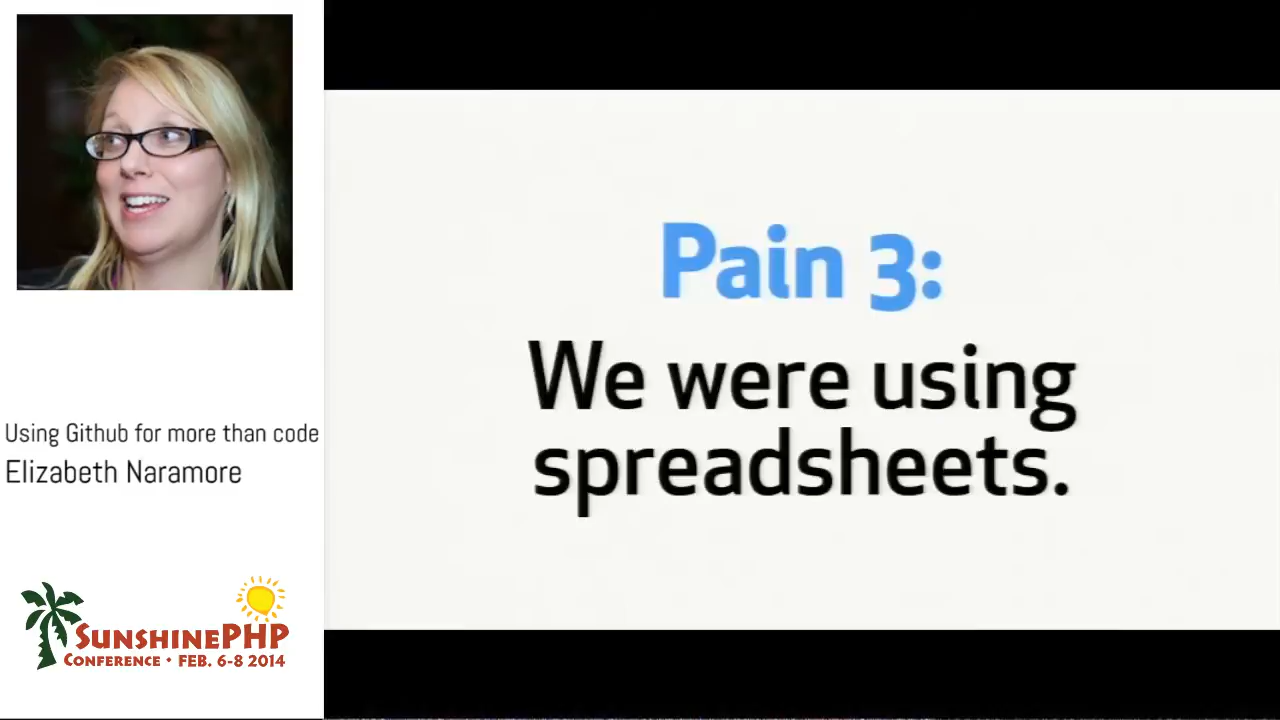 Using Github for more than code
Elizabeth Naramore
SUNSHINEPHP
CONFERENCE • FEB. 6-8 2014
Pain 3:
We were using
spreadsheets.